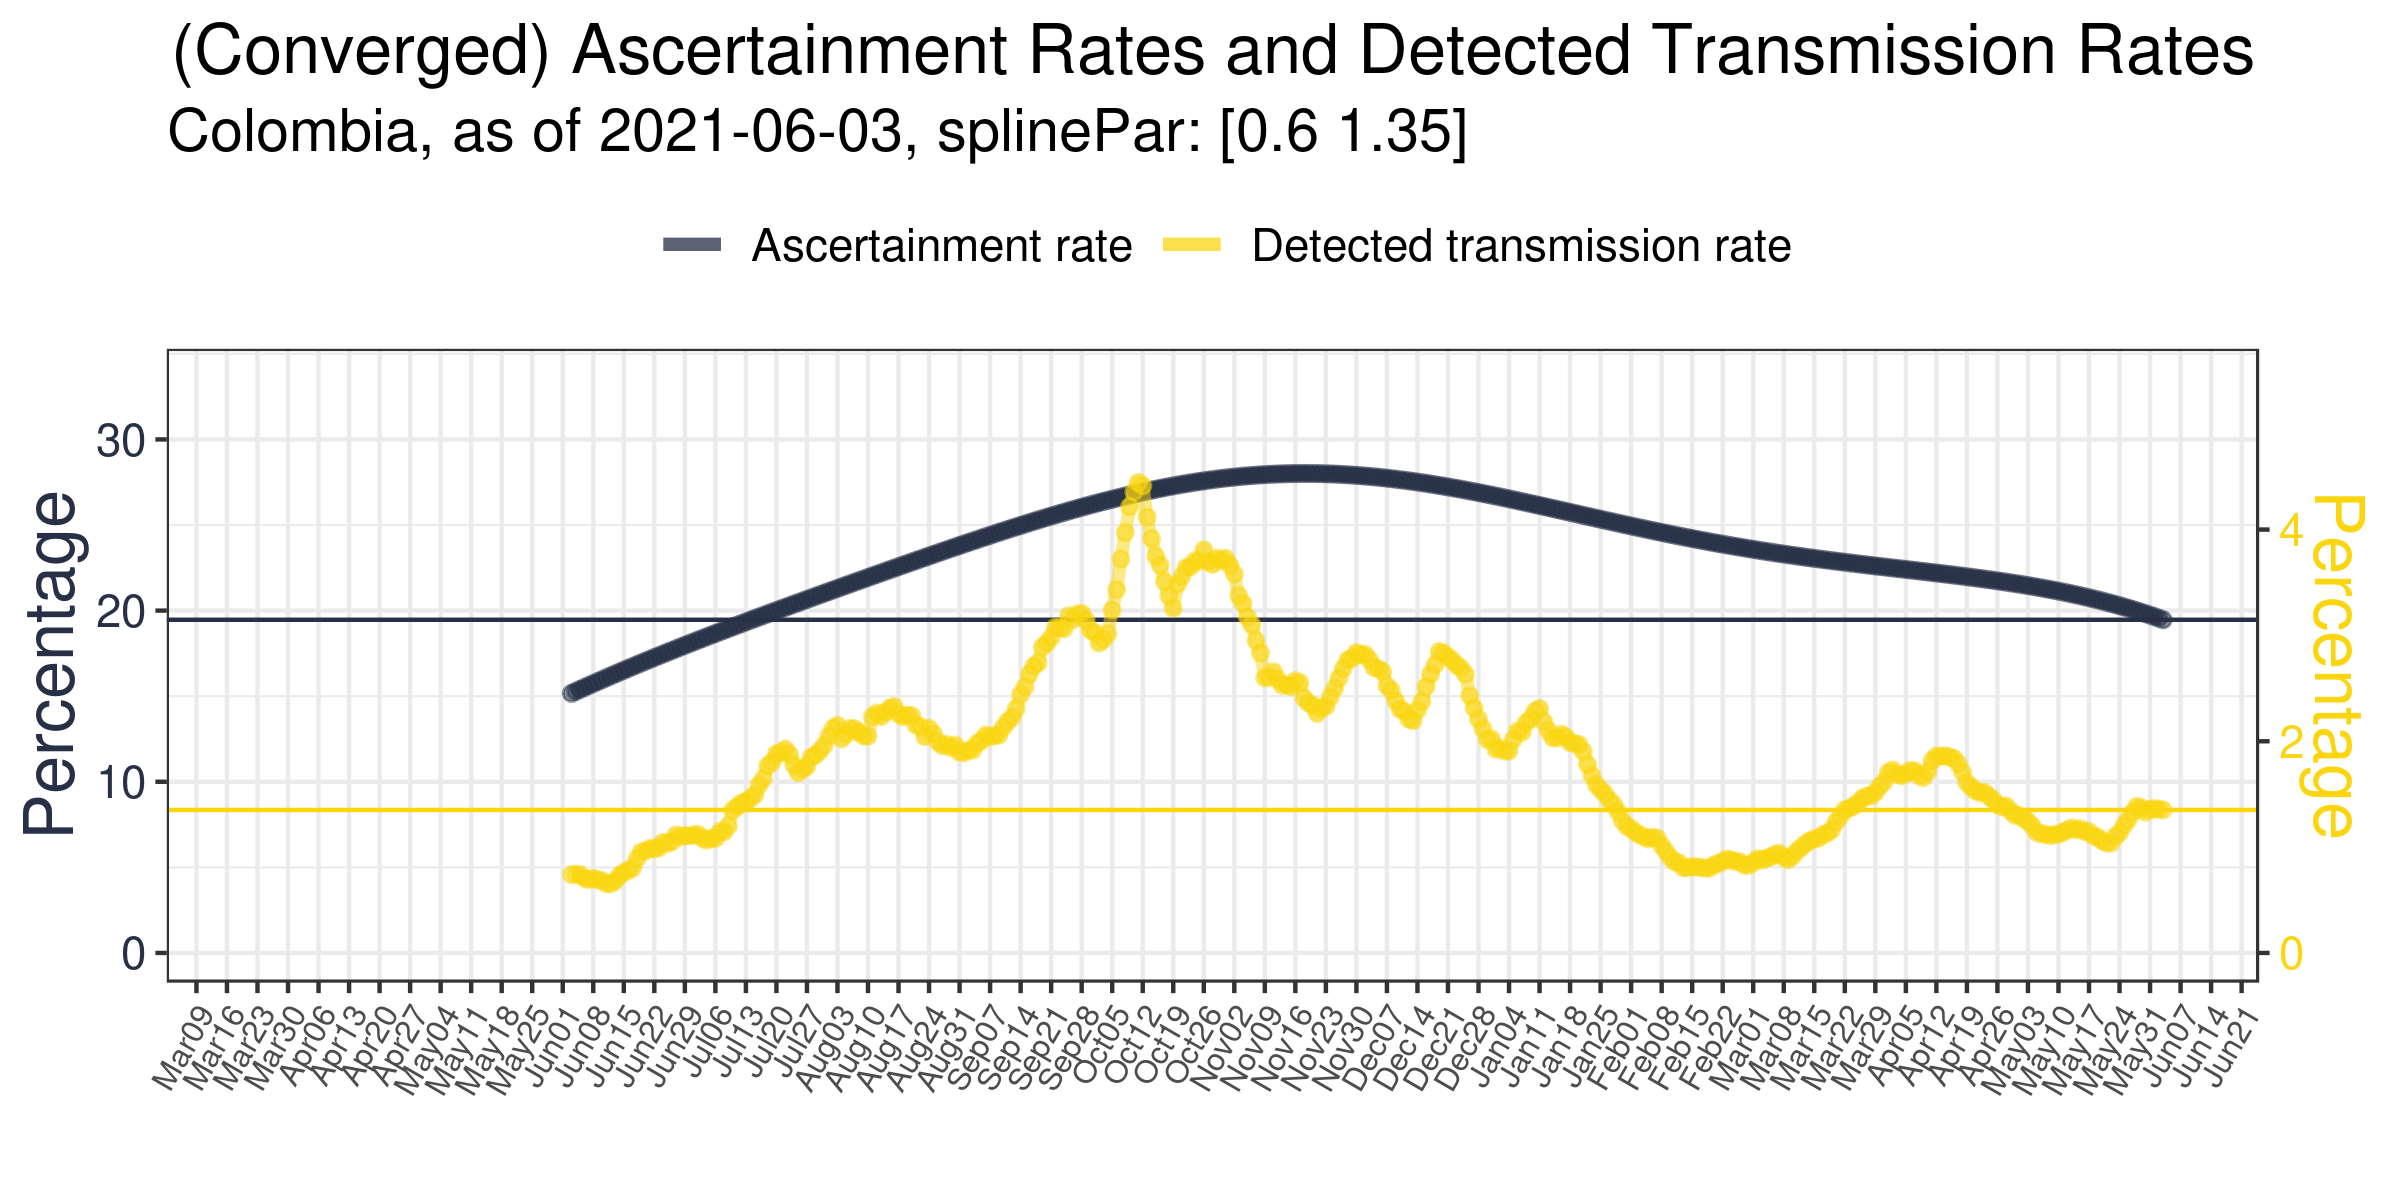 (Converged) Ascertainment Rates and Detected Transmission Rates
Colombia, as of 2021-06-03, splinePar: [0.6 1.35]
Ascertainment rate
Detected transmission rate
Percentage
30
20
10
0
4
2
0
Percentage
Mar09
Mar16
Mar23
Mar30
Apr06
Apr13
Apr20
Apr27
May04
May11
May18
May25
Jun01
Jun08
Jun15
Jun22
Jun29
Jul06
Jul13
Jul20
Jul27
Aug03
Aug10
Aug17
Aug24
Aug31
Sep07
Sep14
Sep21
Sep28
Oct05
Oct12
Oct19
Oct26
Nov02
Nov09
Nov16
Nov23
Nov30
Dec07
Dec14
Dec21
Dec28
Jan04
Jan11
Jan18
Jan25
Feb01
Feb08
Feb15
Feb22
Mar01
Mar08
Mar15
Mar22
Mar29
Apr05
Apr12
Apr19
Apr26
May03
May10
May17
May24
May31
Jun07
Jun14
Jun21